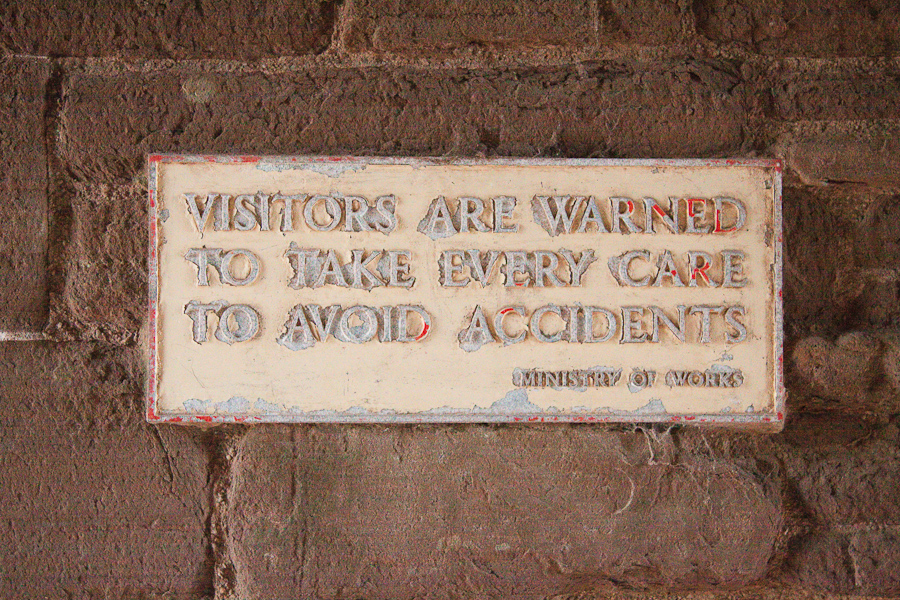 VISITORS ARE WARNED
TO TAKE EVERY CARE
TO AVOID ACCIDENTS
MINISTRY OF WORKS